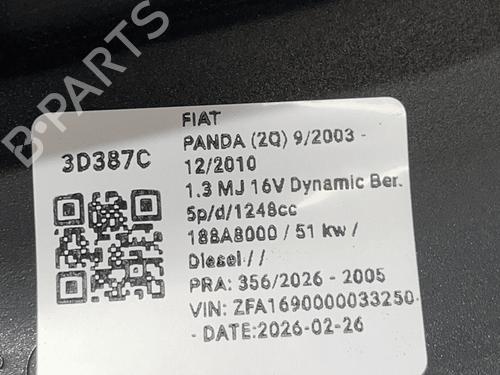 3D387C
FIAT
PANDA (2Q) 9/2003 -
12/2010
1.3 MJ 16V Dynamic Ber.
5p/d/1248cc
188A8000 / 51 kw /
Diesel / /
PRA: 356/2026 - 2005
VIN: ZFA1690000033250-
- DATE:2026-02-26
B-PARTS